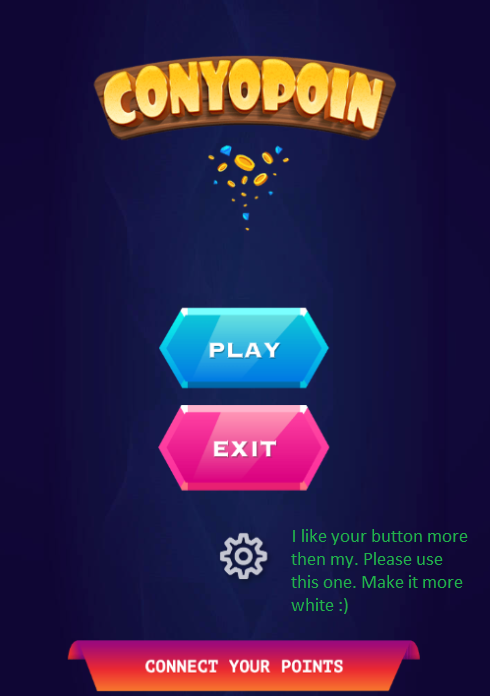 CONYOPOIN
PLAY
EXIT
I like your button more
then my. Please use
this one. Make it more
white :)
CONNECT YOUR POINTS